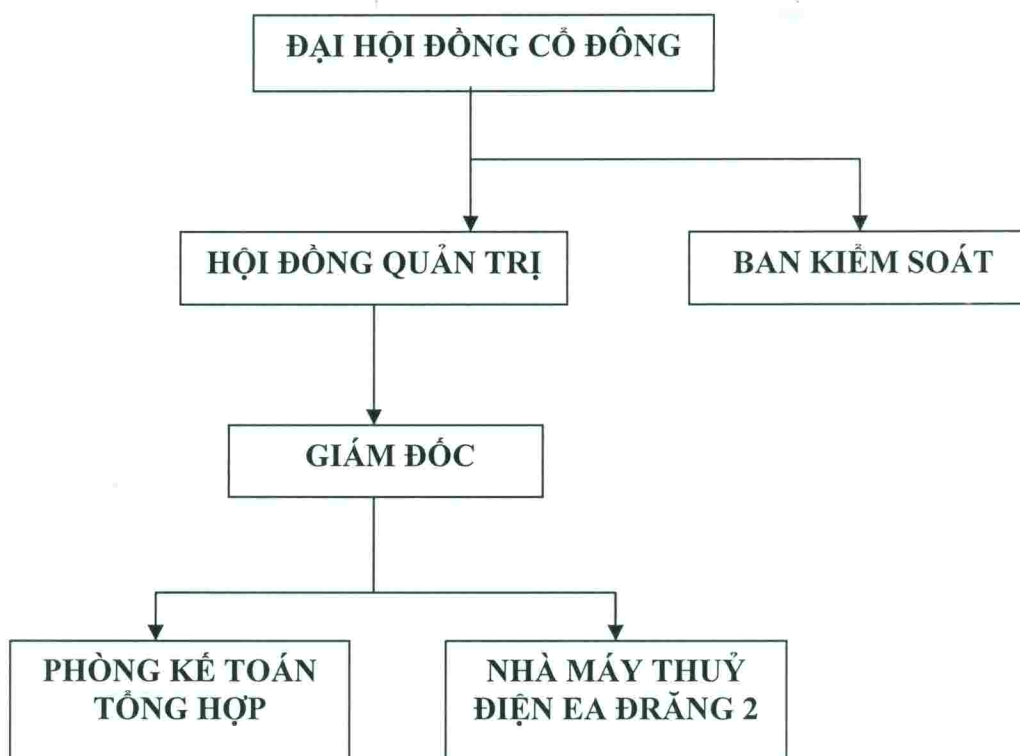 ĐẠI HỘI ĐỒNG CỔ ĐÔNG
HỘI ĐỒNG QUẢN TRỊ
BAN KIỂM SOÁT
GIÁM ĐỐC
PHÒNG KẾ TOÁN
TỔNG HỢP
NHÀ MÁY THUỶ
ĐIỆN EA ĐRĂNG 2